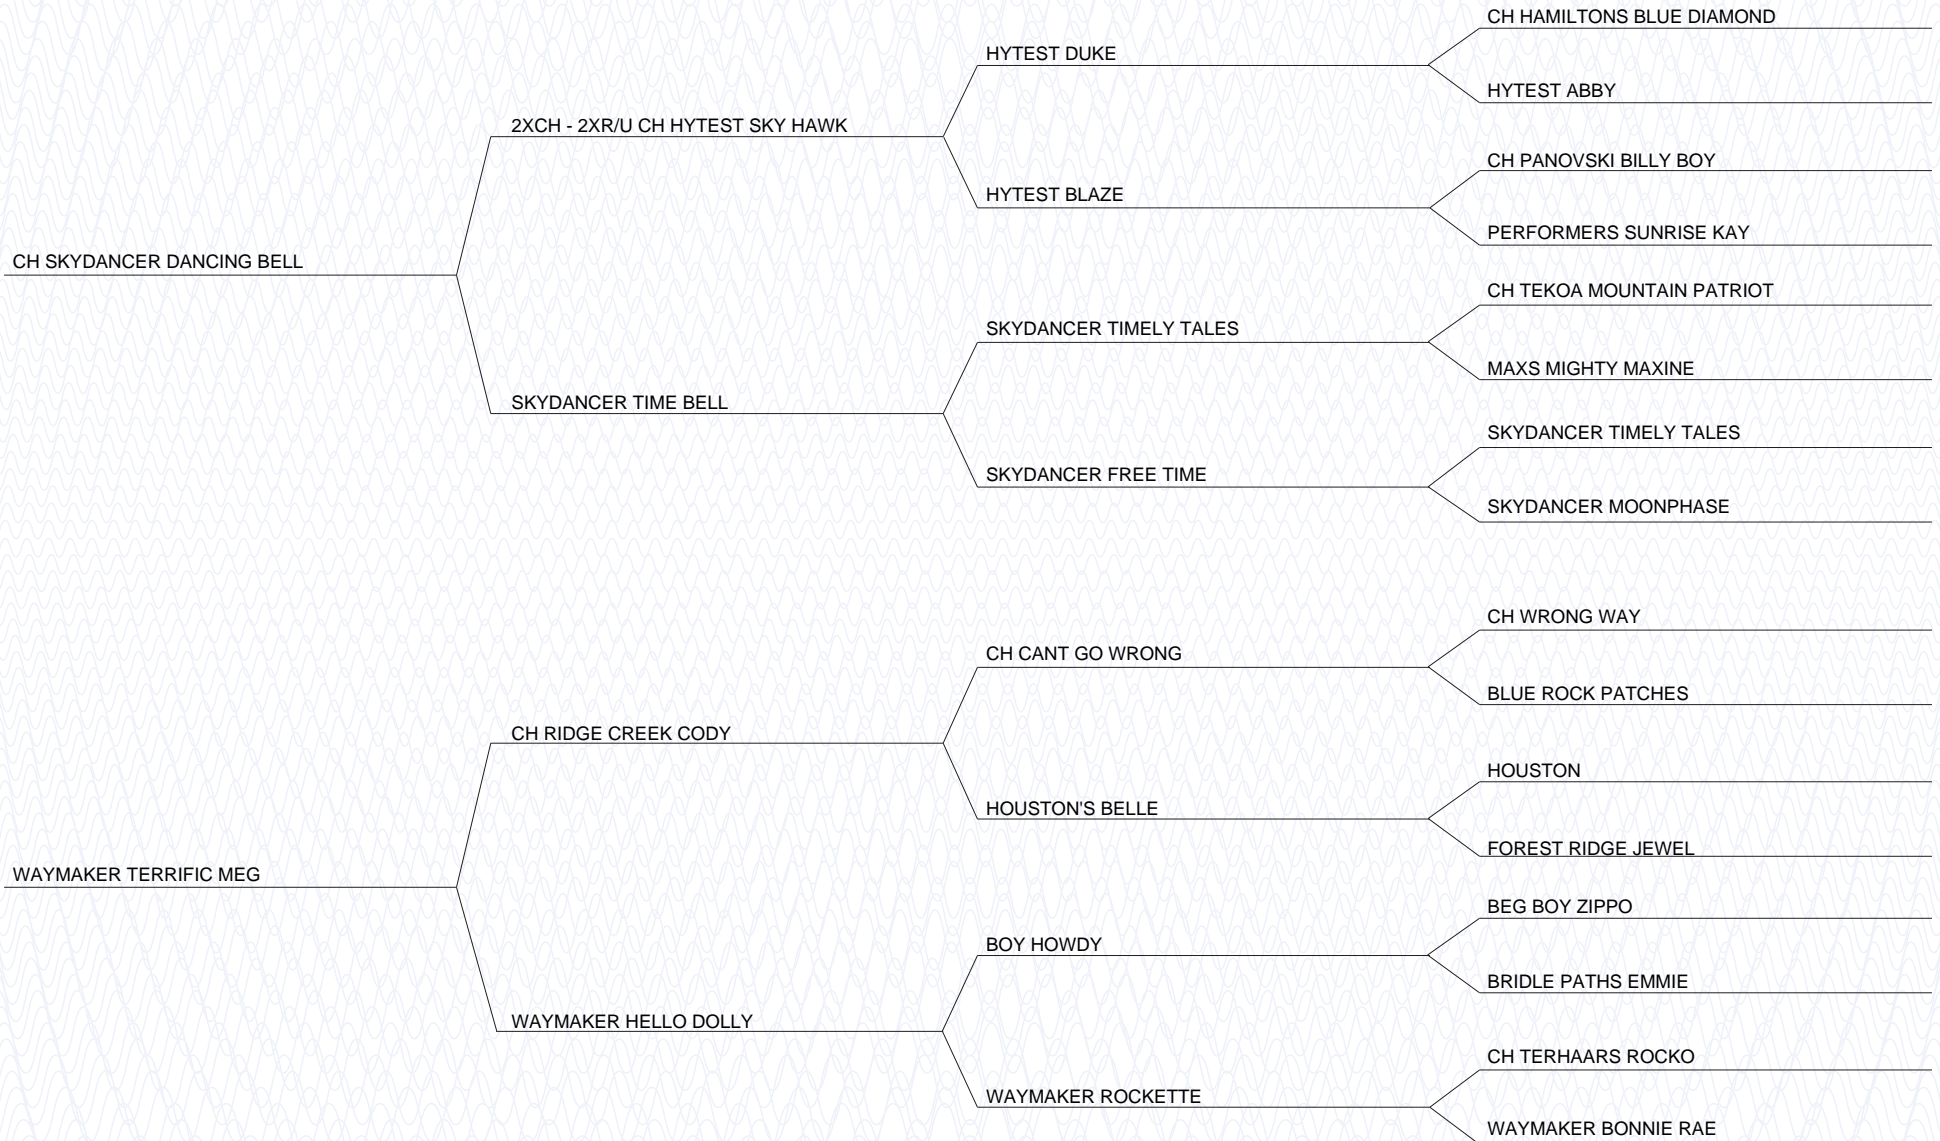 CH HAMILTONS BLUE DIAMOND
HYTEST DUKE
HYTEST ABBY
2XCH - 2XR/U CH HYTEST SKY HAWK
CH PANOVSKI BILLY BOY
HYTEST BLAZE
PERFORMERS SUNRISE KAY
CH SKYDANCER DANCING BELL
CH TEKOA MOUNTAIN PATRIOT
SKYDANCER TIMELY TALES
MAXS MIGHTY MAXINE
SKYDANCER TIME BELL
SKYDANCER TIMELY TALES
SKYDANCER FREE TIME
SKYDANCER MOONPHASE
CH WRONG WAY
CH CANT GO WRONG
BLUE ROCK PATCHES
CH RIDGE CREEK CODY
HOUSTON
HOUSTON'S BELLE
FOREST RIDGE JEWEL
WAYMAKER TERRIFIC MEG
BEG BOY ZIPPO
BOY HOWDY
BRIDLE PATHS EMMIE
WAYMAKER HELLO DOLLY
CH TERHAARS ROCKO
WAYMAKER ROCKETTE
WAYMAKER BONNIE RAE